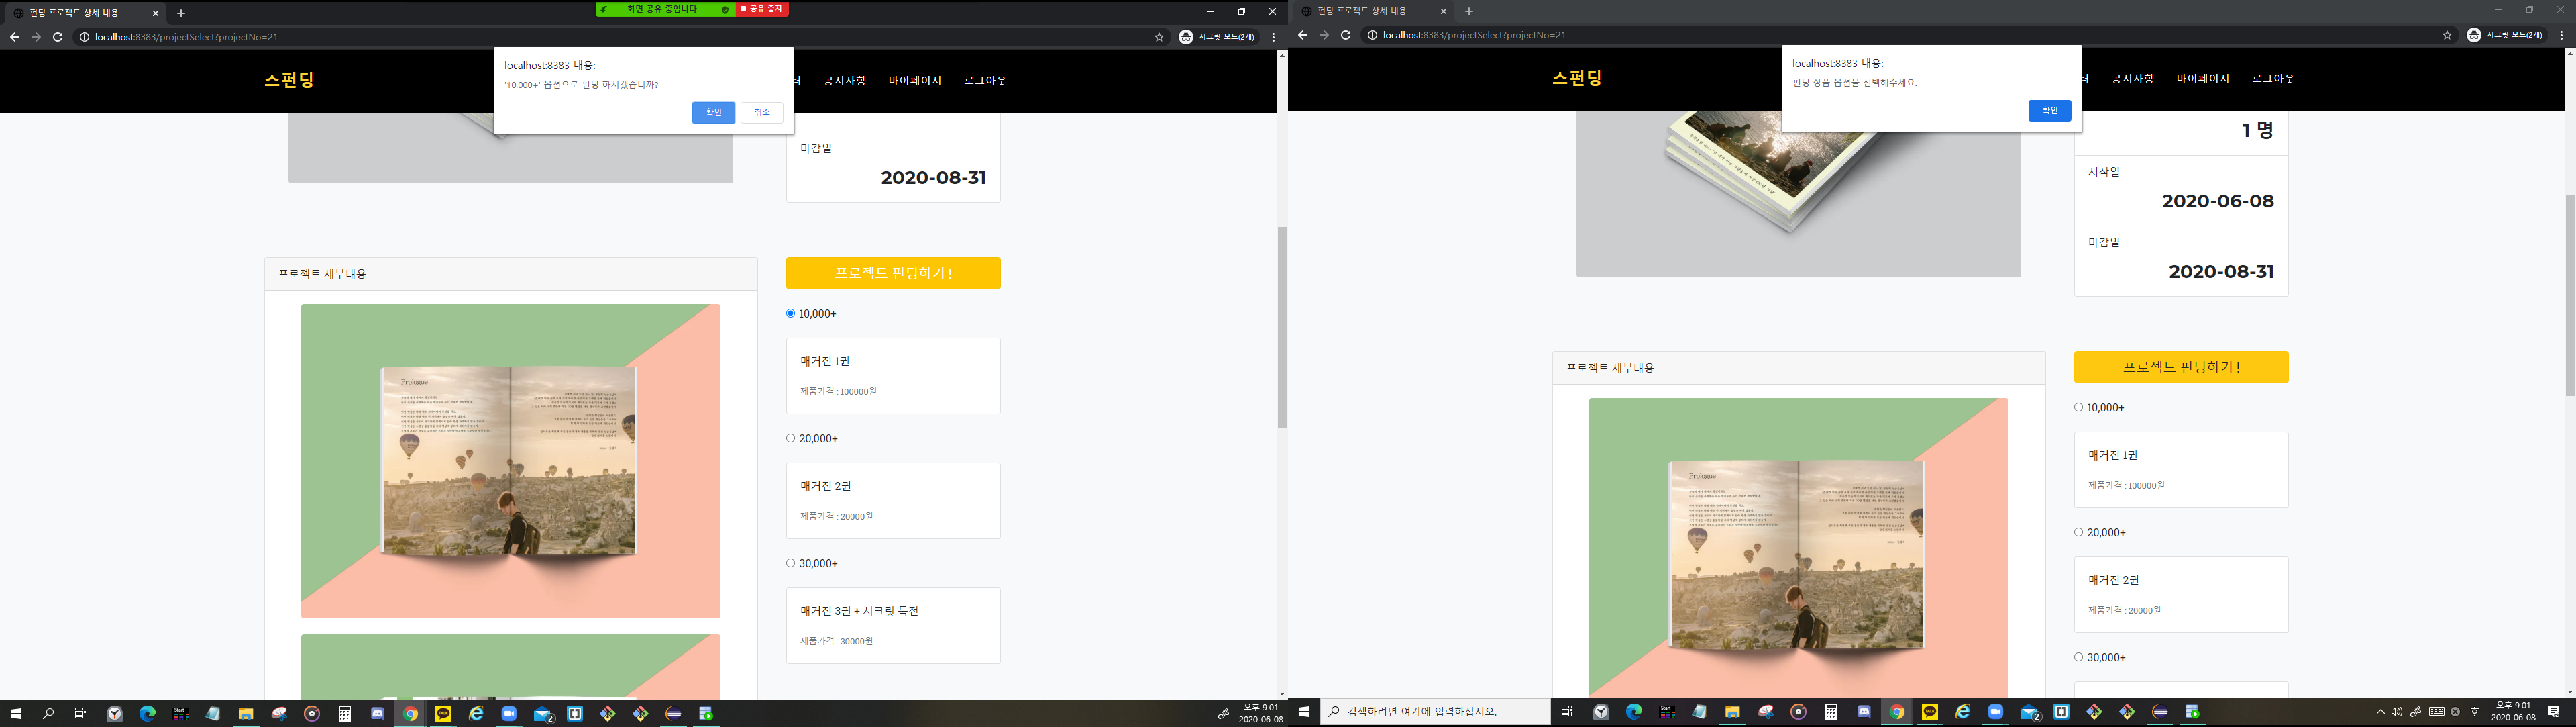 펀딩 프로젝트 상세 내용
화면 공유 중입니다
공유 중지
localhost:8383/projectSelect?projectNo=21
시크릿 모드(2개)
스펀딩
터
공지사항
마이페이지
로그아웃
localhost:8383 내용:
'10,000+' 옵션으로 펀딩 하시겠습니까?
확인
취소
마감일
2020-08-31
프로젝트 세부내용
프로젝트 펀딩하기 !
10,000+
매거진 1권
제품가격 : 100000원
20,000+
매거진 2권
제품가격 : 20000원
30,000+
매거진 3권 + 시크릿 특전
제품가격 : 30000원
Prologue
Start
TALK
2
오후 9:01
2020-06-08
펀딩 프로젝트 상세 내용
localhost:8383/projectSelect?projectNo=21
시크릿 모드(2개)
스펀딩
터
공지사항
마이페이지
로그아웃
localhost:8383 내용:
펀딩 상품 옵션을 선택해주세요.
확인
1 명
시작일
2020-06-08
마감일
2020-08-31
프로젝트 세부내용
프로젝트 펀딩하기 !
10,000+
매거진 1권
제품가격 : 100000원
20,000+
매거진 2권
제품가격 : 20000원
30,000+
Prologue
검색하려면 여기에 입력하십시오.
Start
TALK
2
오후 9:01
2020-06-08